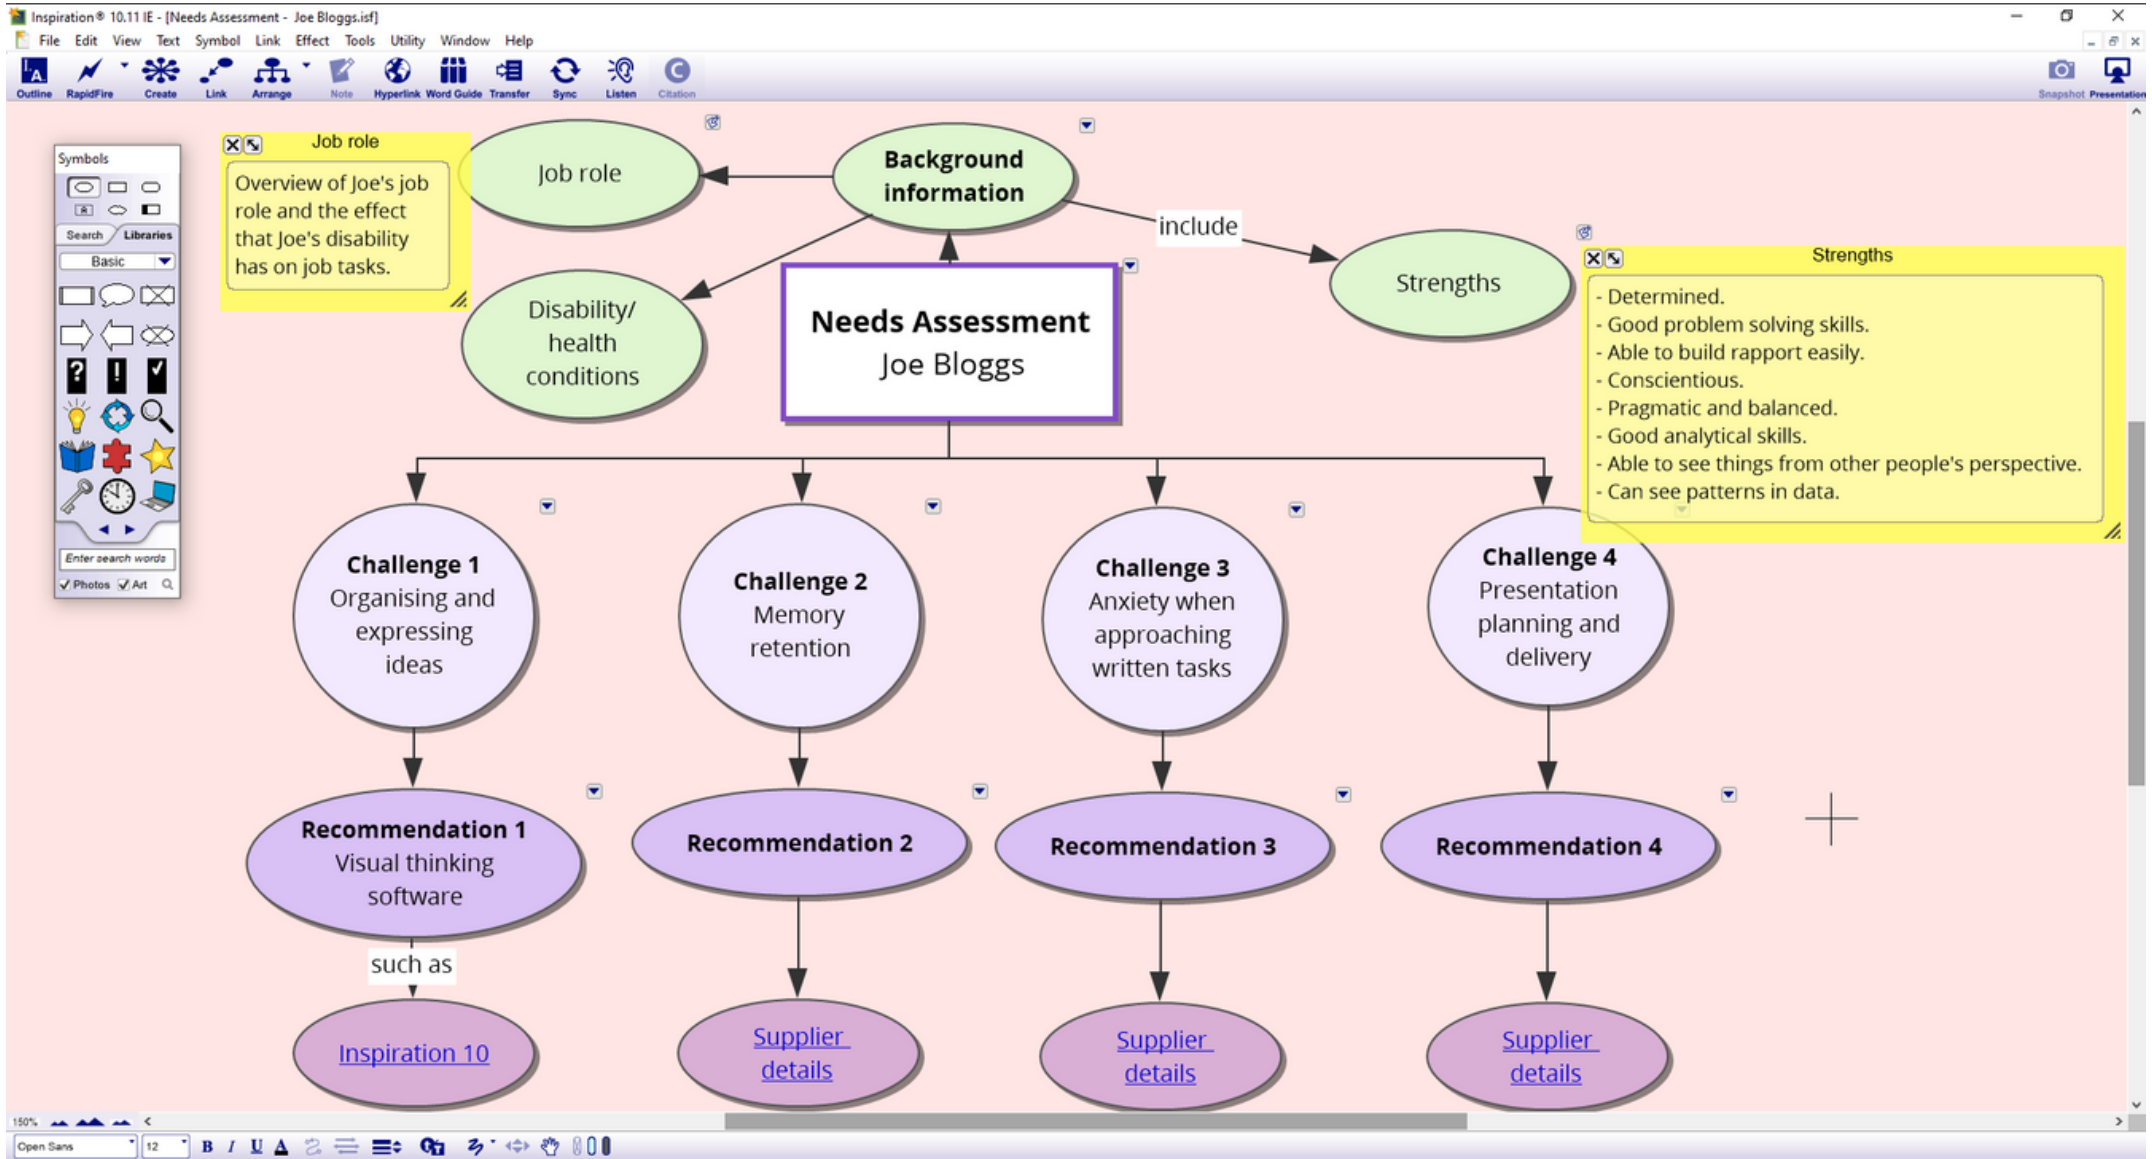 Inspiration® 10.11 IE - [Needs Assessment - Joe Bloggs.isf]
File Edit View Text Symbol Link Effect Tools Utility Window Help
Outline RapidFire Create Link Arrange Note Hyperlink Word Guide Transfer Sync Listen Citation Snapshot Presentation
Symbols
Search Libraries
Basic
Enter search words
Photos Art
Job role
Overview of Joe's job
role and the effect
that Joe's disability
has on job tasks.
Job role
Background
information
include
Strengths
Strengths
- Determined.
- Good problem solving skills.
- Able to build rapport easily.
- Conscientious.
- Pragmatic and balanced.
- Good analytical skills.
- Able to see things from other people's perspective.
- Can see patterns in data.
Disability/
health
conditions
Needs Assessment
Joe Bloggs
Challenge 1
Organising and
expressing
ideas
Challenge 2
Memory
retention
Challenge 3
Anxiety when
approaching
written tasks
Challenge 4
Presentation
planning and
delivery
Recommendation 1
Visual thinking
software
Recommendation 2
Recommendation 3
Recommendation 4
such as
Inspiration 10
Supplier
details
Supplier
details
Supplier
details
150%
Open Sans 12 B I U A